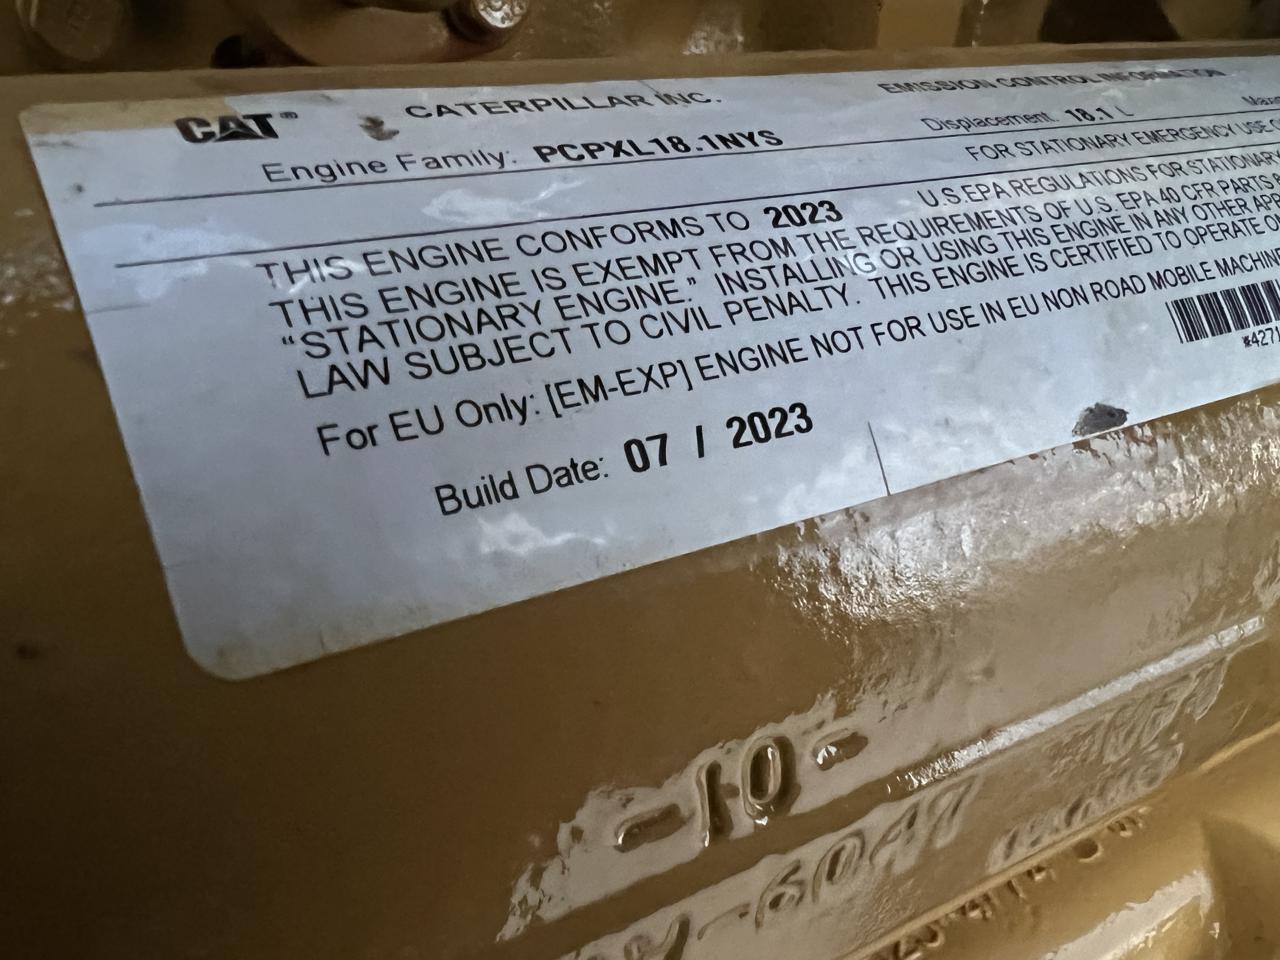 CAT® CATERPILLAR INC. EMISSION CONTROL INFORMATION
Engine Family: PCPXL18.1NYS Displacement: 18.1 L
FOR STATIONARY EMERGENCY USE
THIS ENGINE CONFORMS TO 2023 U.S.EPA REGULATIONS FOR STATIONARY
THIS ENGINE IS EXEMPT FROM THE REQUIREMENTS OF U.S. EPA 40 CFR PARTS
"STATIONARY ENGINE." INSTALLING OR USING THIS ENGINE IN ANY OTHER
LAW SUBJECT TO CIVIL PENALTY. THIS ENGINE IS CERTIFIED TO OPERATE
For EU Only: [EM-EXP] ENGINE NOT FOR USE IN EU NON ROAD MOBILE
Build Date: 07 / 2023
-10-